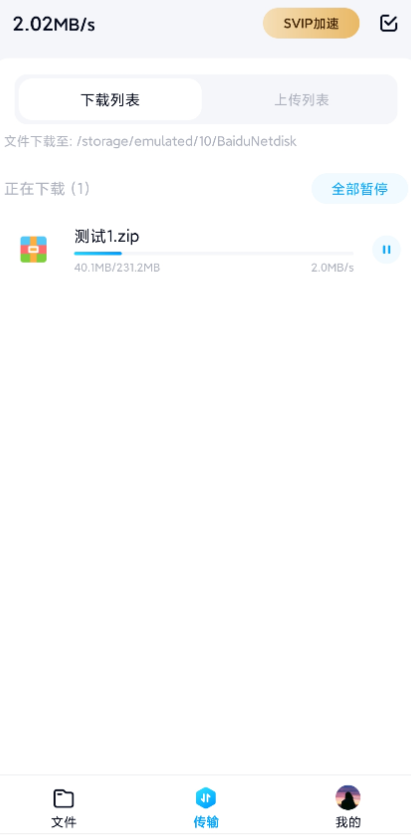 2.02MB/s
SVIP加速
下载列表
上传列表
文件下载至: /storage/emulated/10/BaiduNetdisk
正在下载 (1)
全部暂停
测试1.zip
40.1MB/231.2MB
2.0MB/s
文件
传输
我的